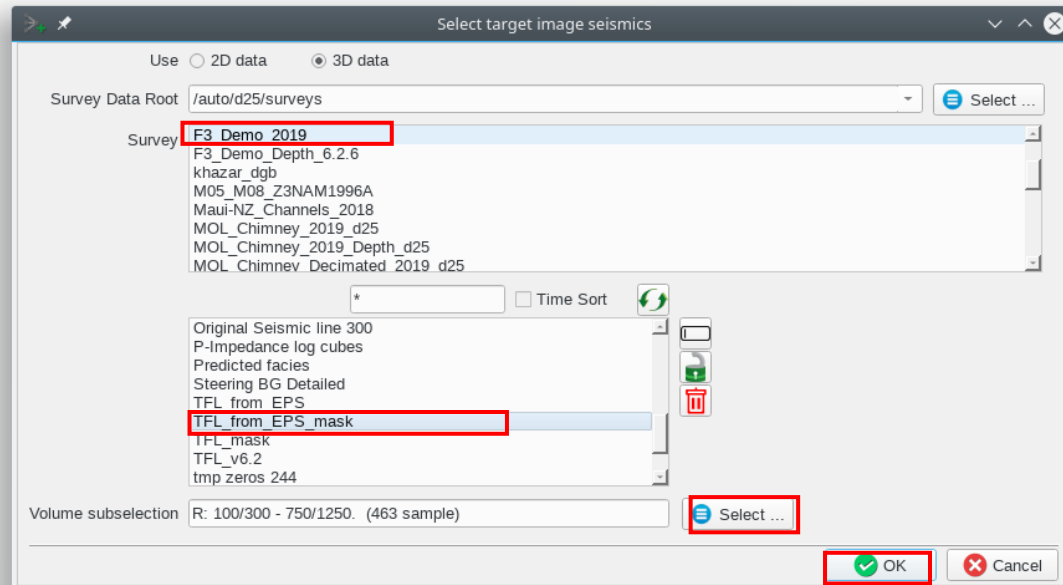 Select target image seismics
Use 2D data 3D data
Survey Data Root /auto/d25/surveys Select ...
Survey F3_Demo_2019
F3_Demo_Depth_6.2.6
khazar_dgb
M05_M08_Z3NAM1996A
Maui-NZ_Channels_2018
MOL_Chimney_2019_d25
MOL_Chimney_2019_Depth_d25
MOL_Chimney_Decimated_2019_d25
* Time Sort
Original Seismic line 300
P-Impedance log cubes
Predicted facies
Steering BG Detailed
TFL_from_EPS
TFL_from_EPS_mask
TFL_mask
TFL_v6.2
tmp zeros 244
Volume subselection R: 100/300 - 750/1250. (463 sample) Select ...
OK Cancel